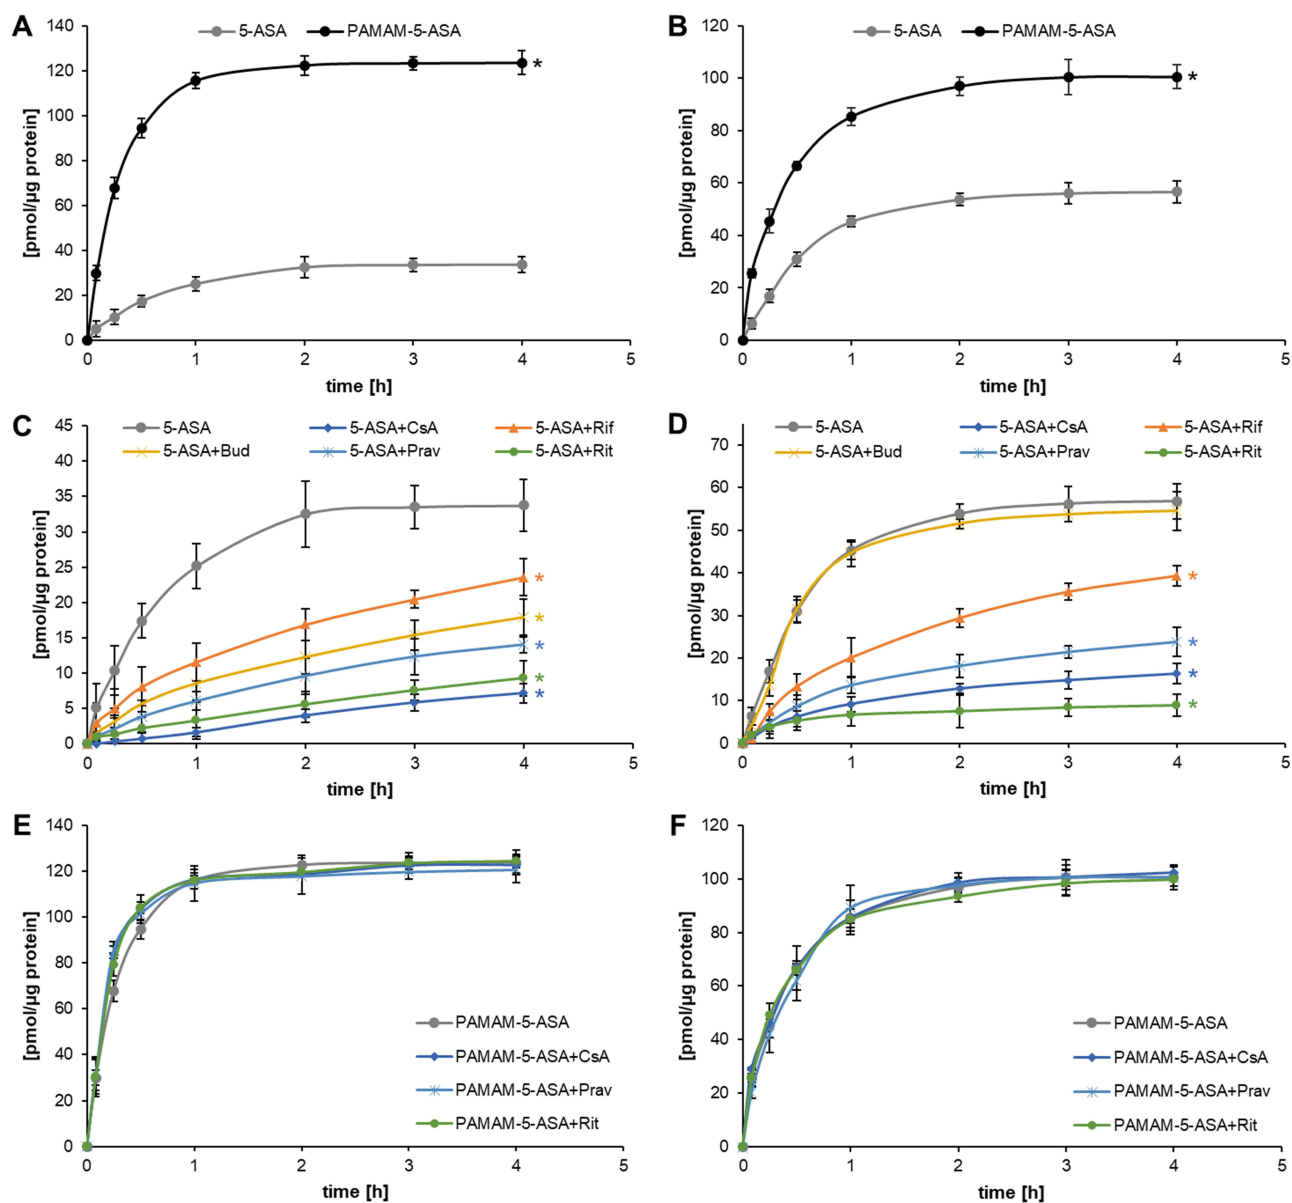 A
5-ASA PAMAM-5-ASA
[pmol/µg protein]
140
120
100
80
60
40
20
0
*
0 1 2 3 4 5
time [h]
B
5-ASA PAMAM-5-ASA
[pmol/µg protein]
120
100
80
60
40
20
0
*
0 1 2 3 4 5
time [h]
C
5-ASA 5-ASA+CsA 5-ASA+Rif
5-ASA+Bud 5-ASA+Prav 5-ASA+Rit
[pmol/µg protein]
45
40
35
30
25
20
15
10
5
0
*
*
*
*
*
0 1 2 3 4 5
time [h]
D
5-ASA 5-ASA+CsA 5-ASA+Rif
5-ASA+Bud 5-ASA+Prav 5-ASA+Rit
[pmol/µg protein]
70
60
50
40
30
20
10
0
*
*
*
*
0 1 2 3 4 5
time [h]
E
[pmol/µg protein]
140
120
100
80
60
40
20
0
PAMAM-5-ASA
PAMAM-5-ASA+CsA
PAMAM-5-ASA+Prav
PAMAM-5-ASA+Rit
0 1 2 3 4 5
time [h]
F
[pmol/µg protein]
120
100
80
60
40
20
0
PAMAM-5-ASA
PAMAM-5-ASA+CsA
PAMAM-5-ASA+Prav
PAMAM-5-ASA+Rit
0 1 2 3 4 5
time [h]